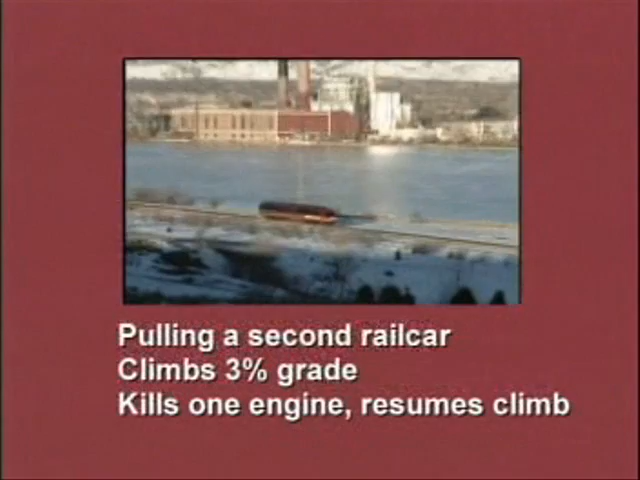 Pulling a second railcar
Climbs 3% grade
Kills one engine, resumes climb